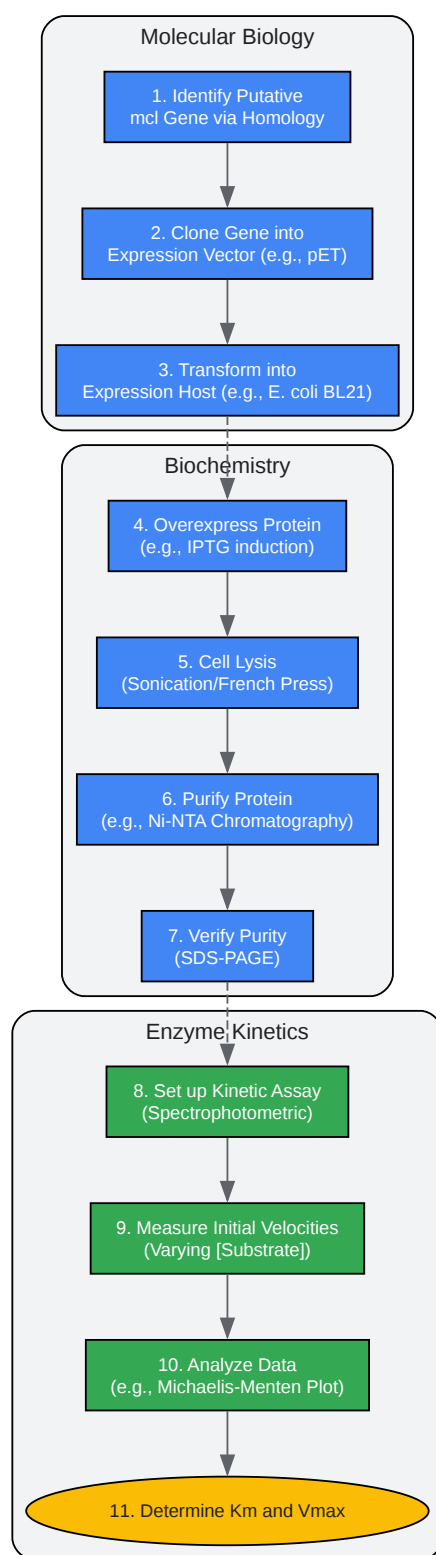 Molecular Biology
1. Identify Putative
mcl Gene via Homology
2. Clone Gene into
Expression Vector (e.g., pET)
3. Transform into
Expression Host (e.g., E. coli BL21)
Biochemistry
4. Overexpress Protein
(e.g., IPTG induction)
5. Cell Lysis
(Sonication/French Press)
6. Purify Protein
(e.g., Ni-NTA Chromatography)
7. Verify Purity
(SDS-PAGE)
Enzyme Kinetics
8. Set up Kinetic Assay
(Spectrophotometric)
9. Measure Initial Velocities
(Varying [Substrate])
10. Analyze Data
(e.g., Michaelis-Menten Plot)
11. Determine Km and Vmax